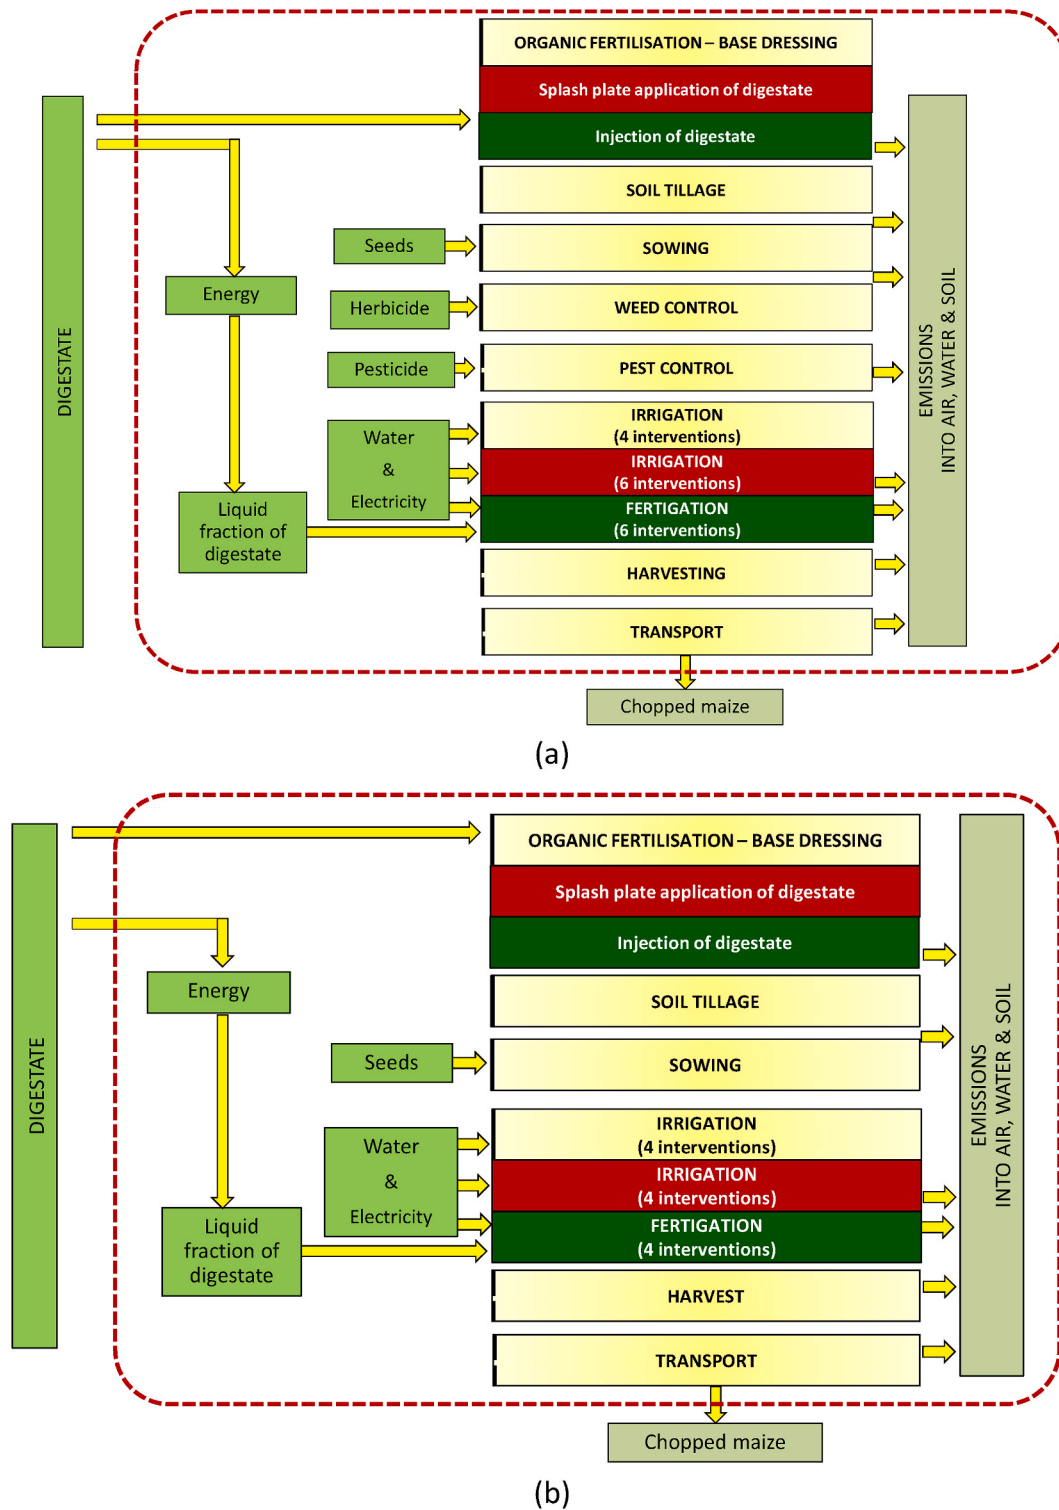 ORGANIC FERTILISATION – BASE DRESSING
Splash plate application of digestate
Injection of digestate
SOIL TILLAGE
Seeds
SOWING
Energy
Herbicide
WEED CONTROL
Pesticide
PEST CONTROL
DIGESTATE
EMISSIONS
INTO AIR, WATER & SOIL
Water
&
Electricity
IRRIGATION
(4 interventions)
IRRIGATION
(6 interventions)
FERTIGATION
(6 interventions)
Liquid
fraction of
digestate
HARVESTING
TRANSPORT
Chopped maize
(a)
ORGANIC FERTILISATION – BASE DRESSING
Splash plate application of digestate
Injection of digestate
Energy
SOIL TILLAGE
Seeds
SOWING
DIGESTATE
EMISSIONS
INTO AIR, WATER & SOIL
Water
&
Electricity
IRRIGATION
(4 interventions)
IRRIGATION
(4 interventions)
FERTIGATION
(4 interventions)
Liquid
fraction of
digestate
HARVEST
TRANSPORT
Chopped maize
(b)